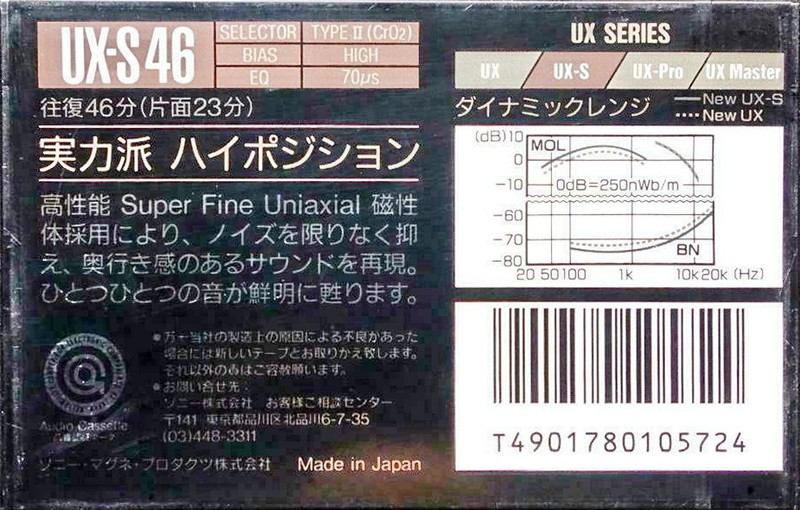 UX-S 46
SELECTOR TYPE II (CrO2)
BIAS HIGH
EQ 70μs
往復46分(片面23分)
実力派 ハイポジション
高性能 Super Fine Uniaxial 磁性
体採用により、ノイズを限りなく抑
え、奥行き感のあるサウンドを再現。
ひとつひとつの音が鮮明に甦ります。
Audio Cassette
●万一当社の製造上の原因による不良があった
場合には新しいテープとお取りかえ致します。
それ以外の責はご容赦願います。
●お問い合せ先:
ソニー株式会社 お客様ご相談センター
〒141 東京都品川区北品川6-7-35
(03)448-3311
ソニー・マグネ・プロダクツ株式会社 Made in Japan
UX SERIES
UX UX-S UX-Pro UX Master
ダイナミックレンジ
New UX-S
New UX
(dB)10
MOL
0
-10
0dB=250nWb/m
-60
-70
BN
-80
20 50 100 1k 10k 20k (Hz)
T4901780105724